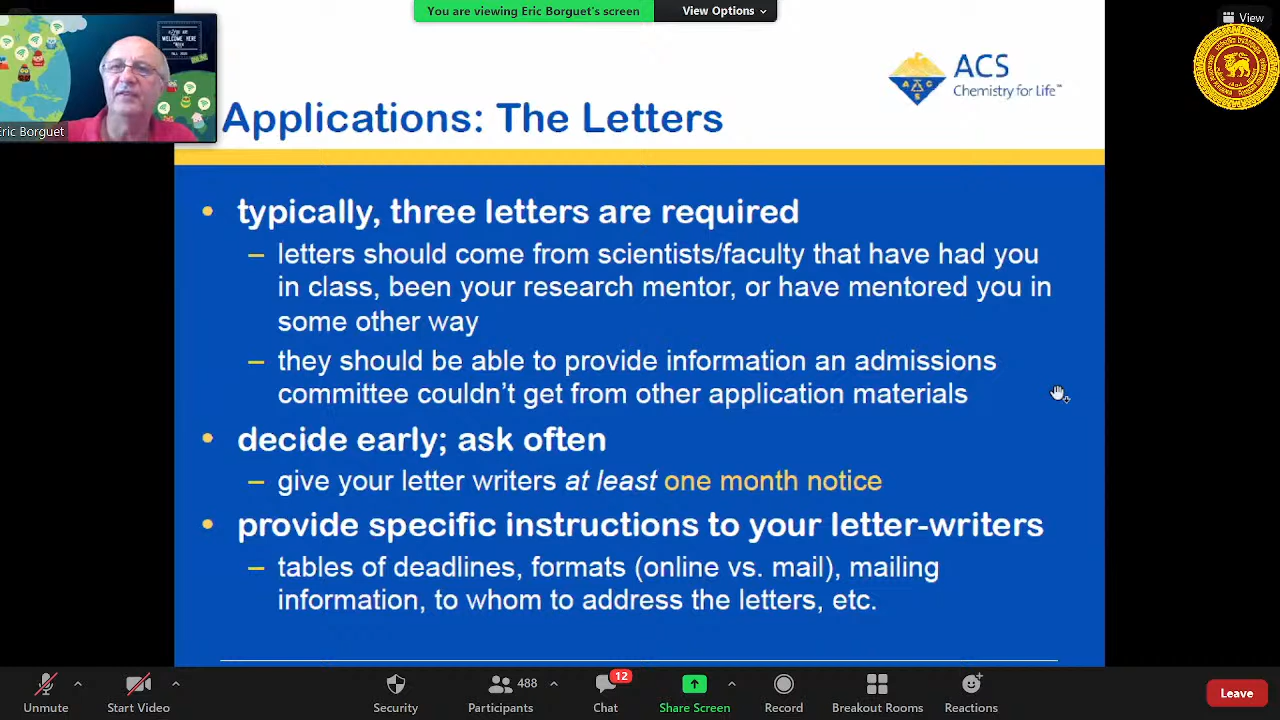 You are viewing Eric Borguet's screen
View Options
View
WELCOME HERE
Eric Borguet
ACS
Chemistry for Life™
Applications: The Letters
• typically, three letters are required
– letters should come from scientists/faculty that have had you
in class, been your research mentor, or have mentored you in
some other way
– they should be able to provide information an admissions
committee couldn't get from other application materials
• decide early; ask often
– give your letter writers at least one month notice
• provide specific instructions to your letter-writers
– tables of deadlines, formats (online vs. mail), mailing
information, to whom to address the letters, etc.
Unmute
Start Video
Security
488
Participants
12
Chat
Share Screen
Record
Breakout Rooms
Reactions
Leave